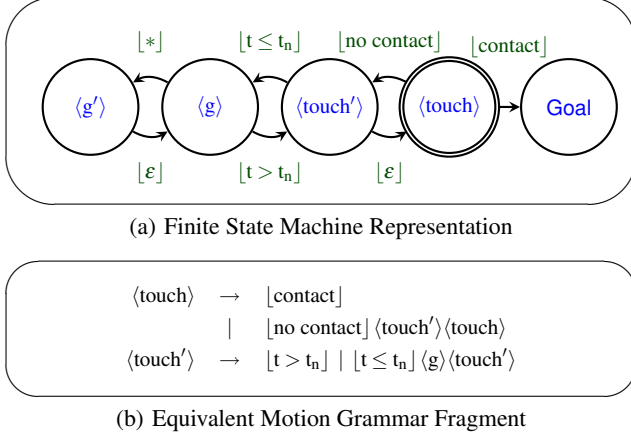 ⌊∗⌋ ⌊t ≤ tₙ⌋ ⌊no contact⌋ ⌊contact⌋
⟨g′⟩ ⟨g⟩ ⟨touch′⟩ ⟨touch⟩ Goal
⌊ε⌋ ⌊t > tₙ⌋ ⌊ε⌋
(a) Finite State Machine Representation
⟨touch⟩ → ⌊contact⌋
| ⌊no contact⌋⟨touch′⟩⟨touch⟩
⟨touch′⟩ → ⌊t > tₙ⌋ | ⌊t ≤ tₙ⌋⟨g⟩⟨touch′⟩
(b) Equivalent Motion Grammar Fragment